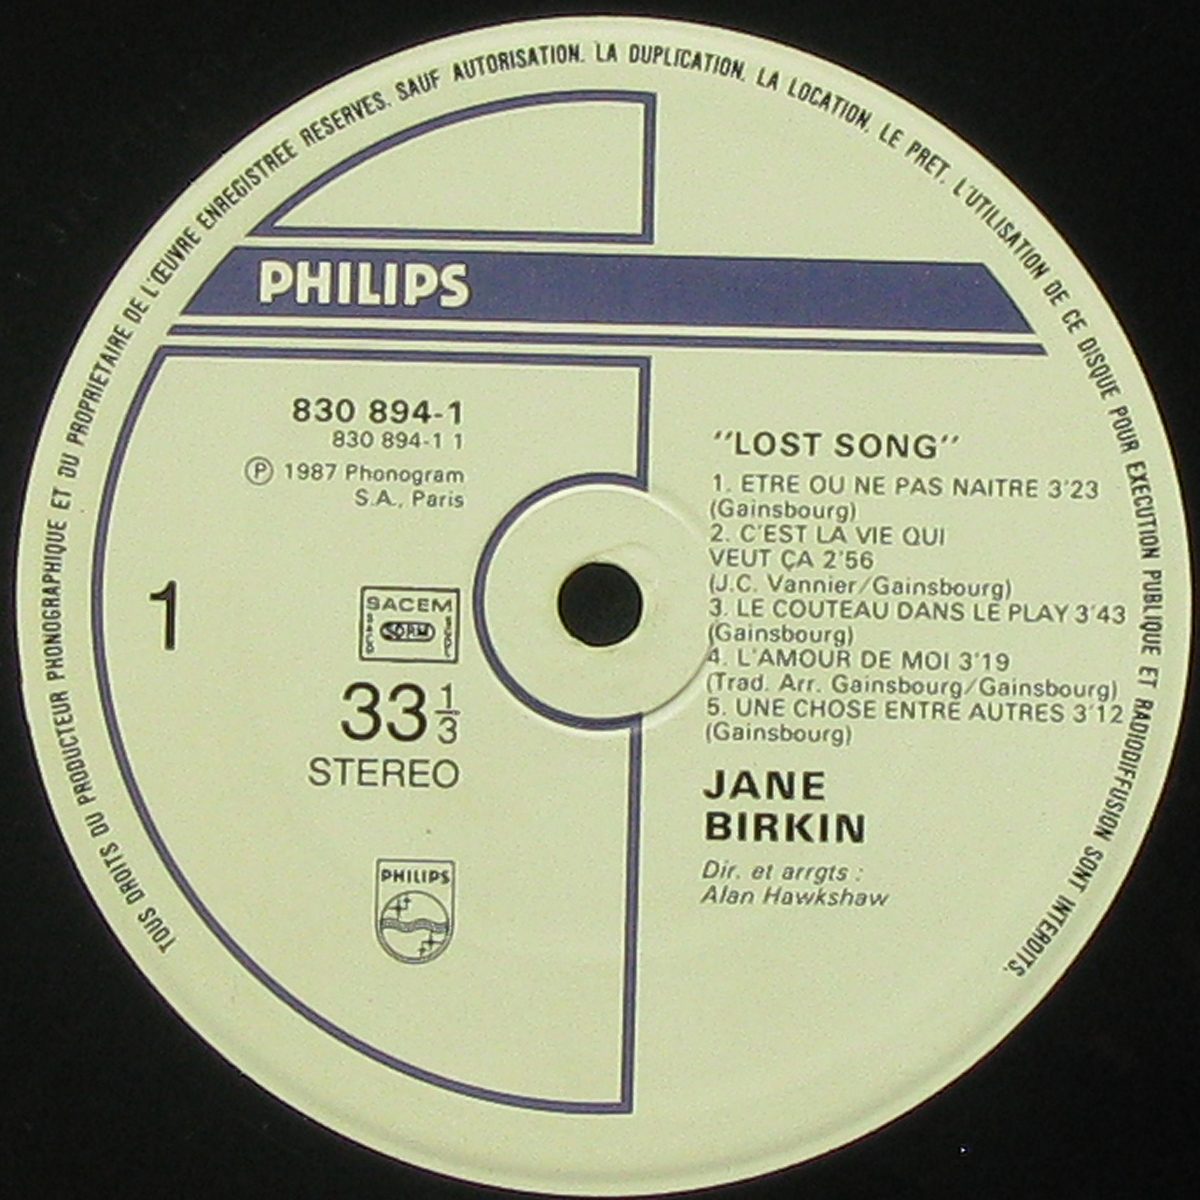 TOUS DROITS DU PRODUCTEUR PHONOGRAPHIQUE ET DU PROPRIETAIRE DE L'ŒUVRE ENREGISTREE RESERVES. SAUF AUTORISATION. LA DUPLICATION. LA LOCATION. LE PRET. L'UTILISATION DE CE DISQUE POUR EXECUTION PUBLIQUE ET RADIODIFFUSION SONT INTERDITS.
PHILIPS
830 894-1
830 894-1 1
Ⓟ 1987 Phonogram
S.A., Paris
1
SACEM
SDRM
33 1/3
STEREO
PHILIPS
"LOST SONG"
1. ETRE OU NE PAS NAITRE 3'23
(Gainsbourg)
2. C'EST LA VIE QUI
VEUT ÇA 2'56
(J.C. Vannier/Gainsbourg)
3. LE COUTEAU DANS LE PLAY 3'43
(Gainsbourg)
4. L'AMOUR DE MOI 3'19
(Trad. Arr. Gainsbourg/Gainsbourg)
5. UNE CHOSE ENTRE AUTRES 3'12
(Gainsbourg)
JANE
BIRKIN
Dir. et arrgts :
Alan Hawkshaw